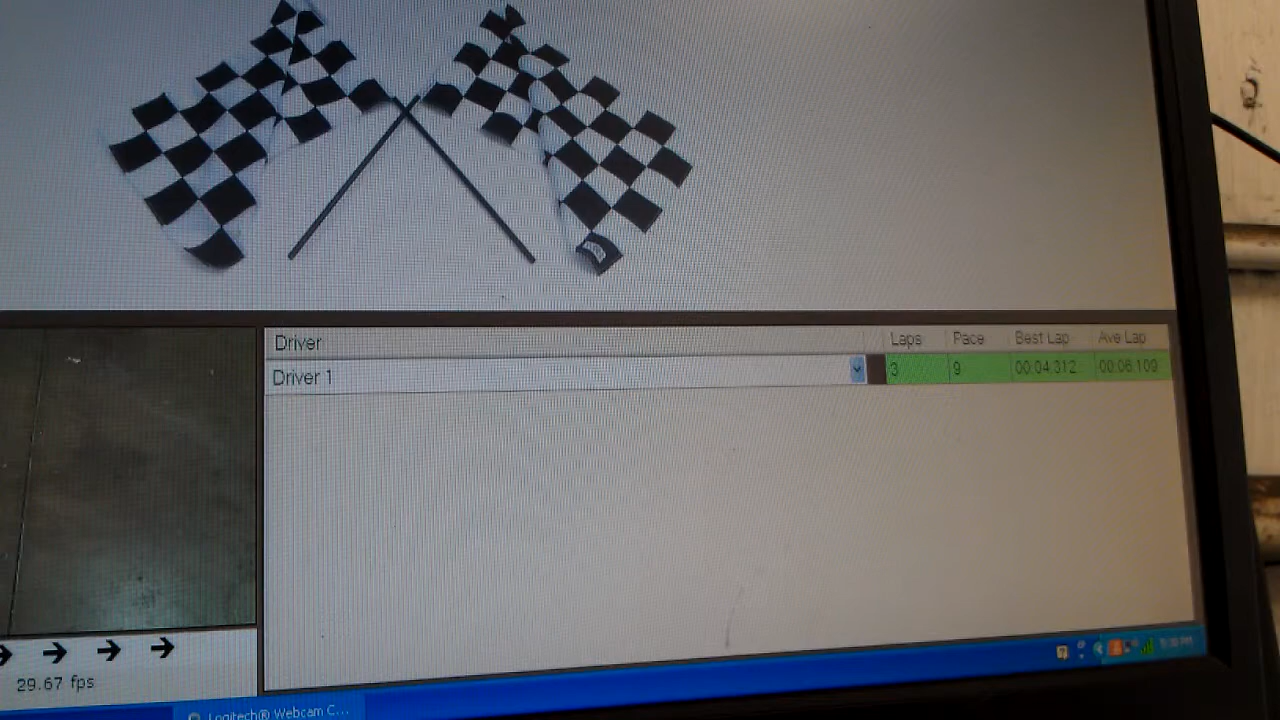 Driver Laps Pace Best Lap Ave Lap
Driver 1 3 9 00:04.312 00:06.109
29.67 fps
Logitech® Webcam C...